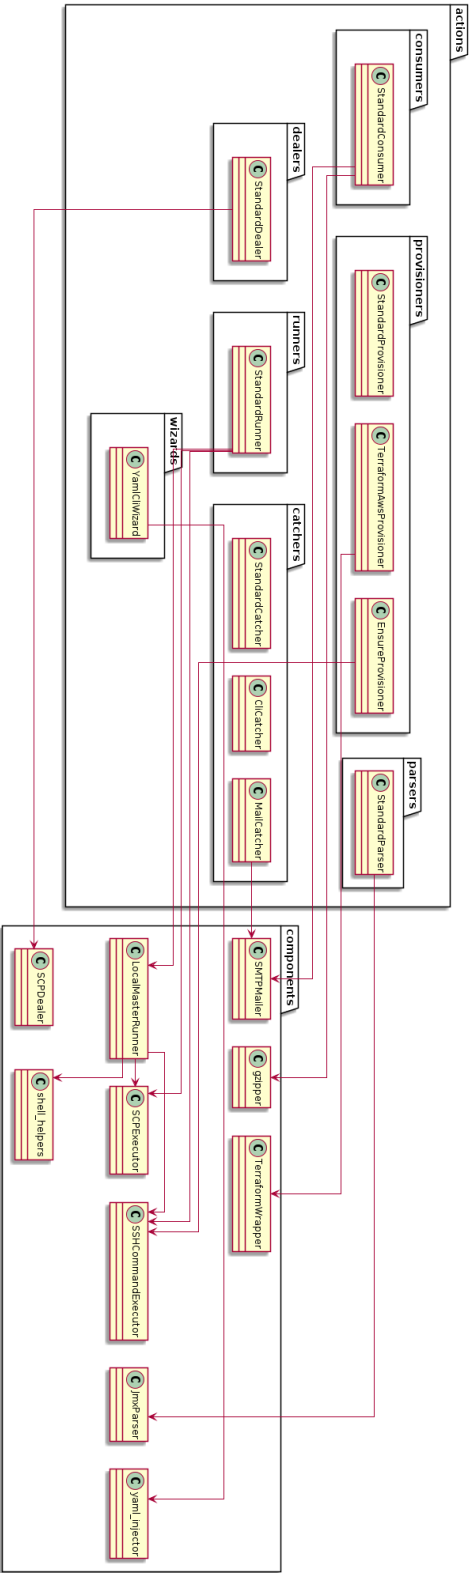 actions
consumers
C StandardConsumer
provisioners
C StandardProvisioner
C TerraformAwsProvisioner
C EnsureProvisioner
parsers
C StandardParser
dealers
C StandardDealer
runners
C StandardRunner
catchers
C StandardCatcher
C CliCatcher
C MailCatcher
wizards
C YamlCliWizard
components
C SMTPMailer
C gzipper
C TerraformWrapper
C LocalMasterRunner
C SCPExecutor
C SSHCommandExecutor
C JmxParser
C yaml_injector
C SCPDealer
C shell_helpers